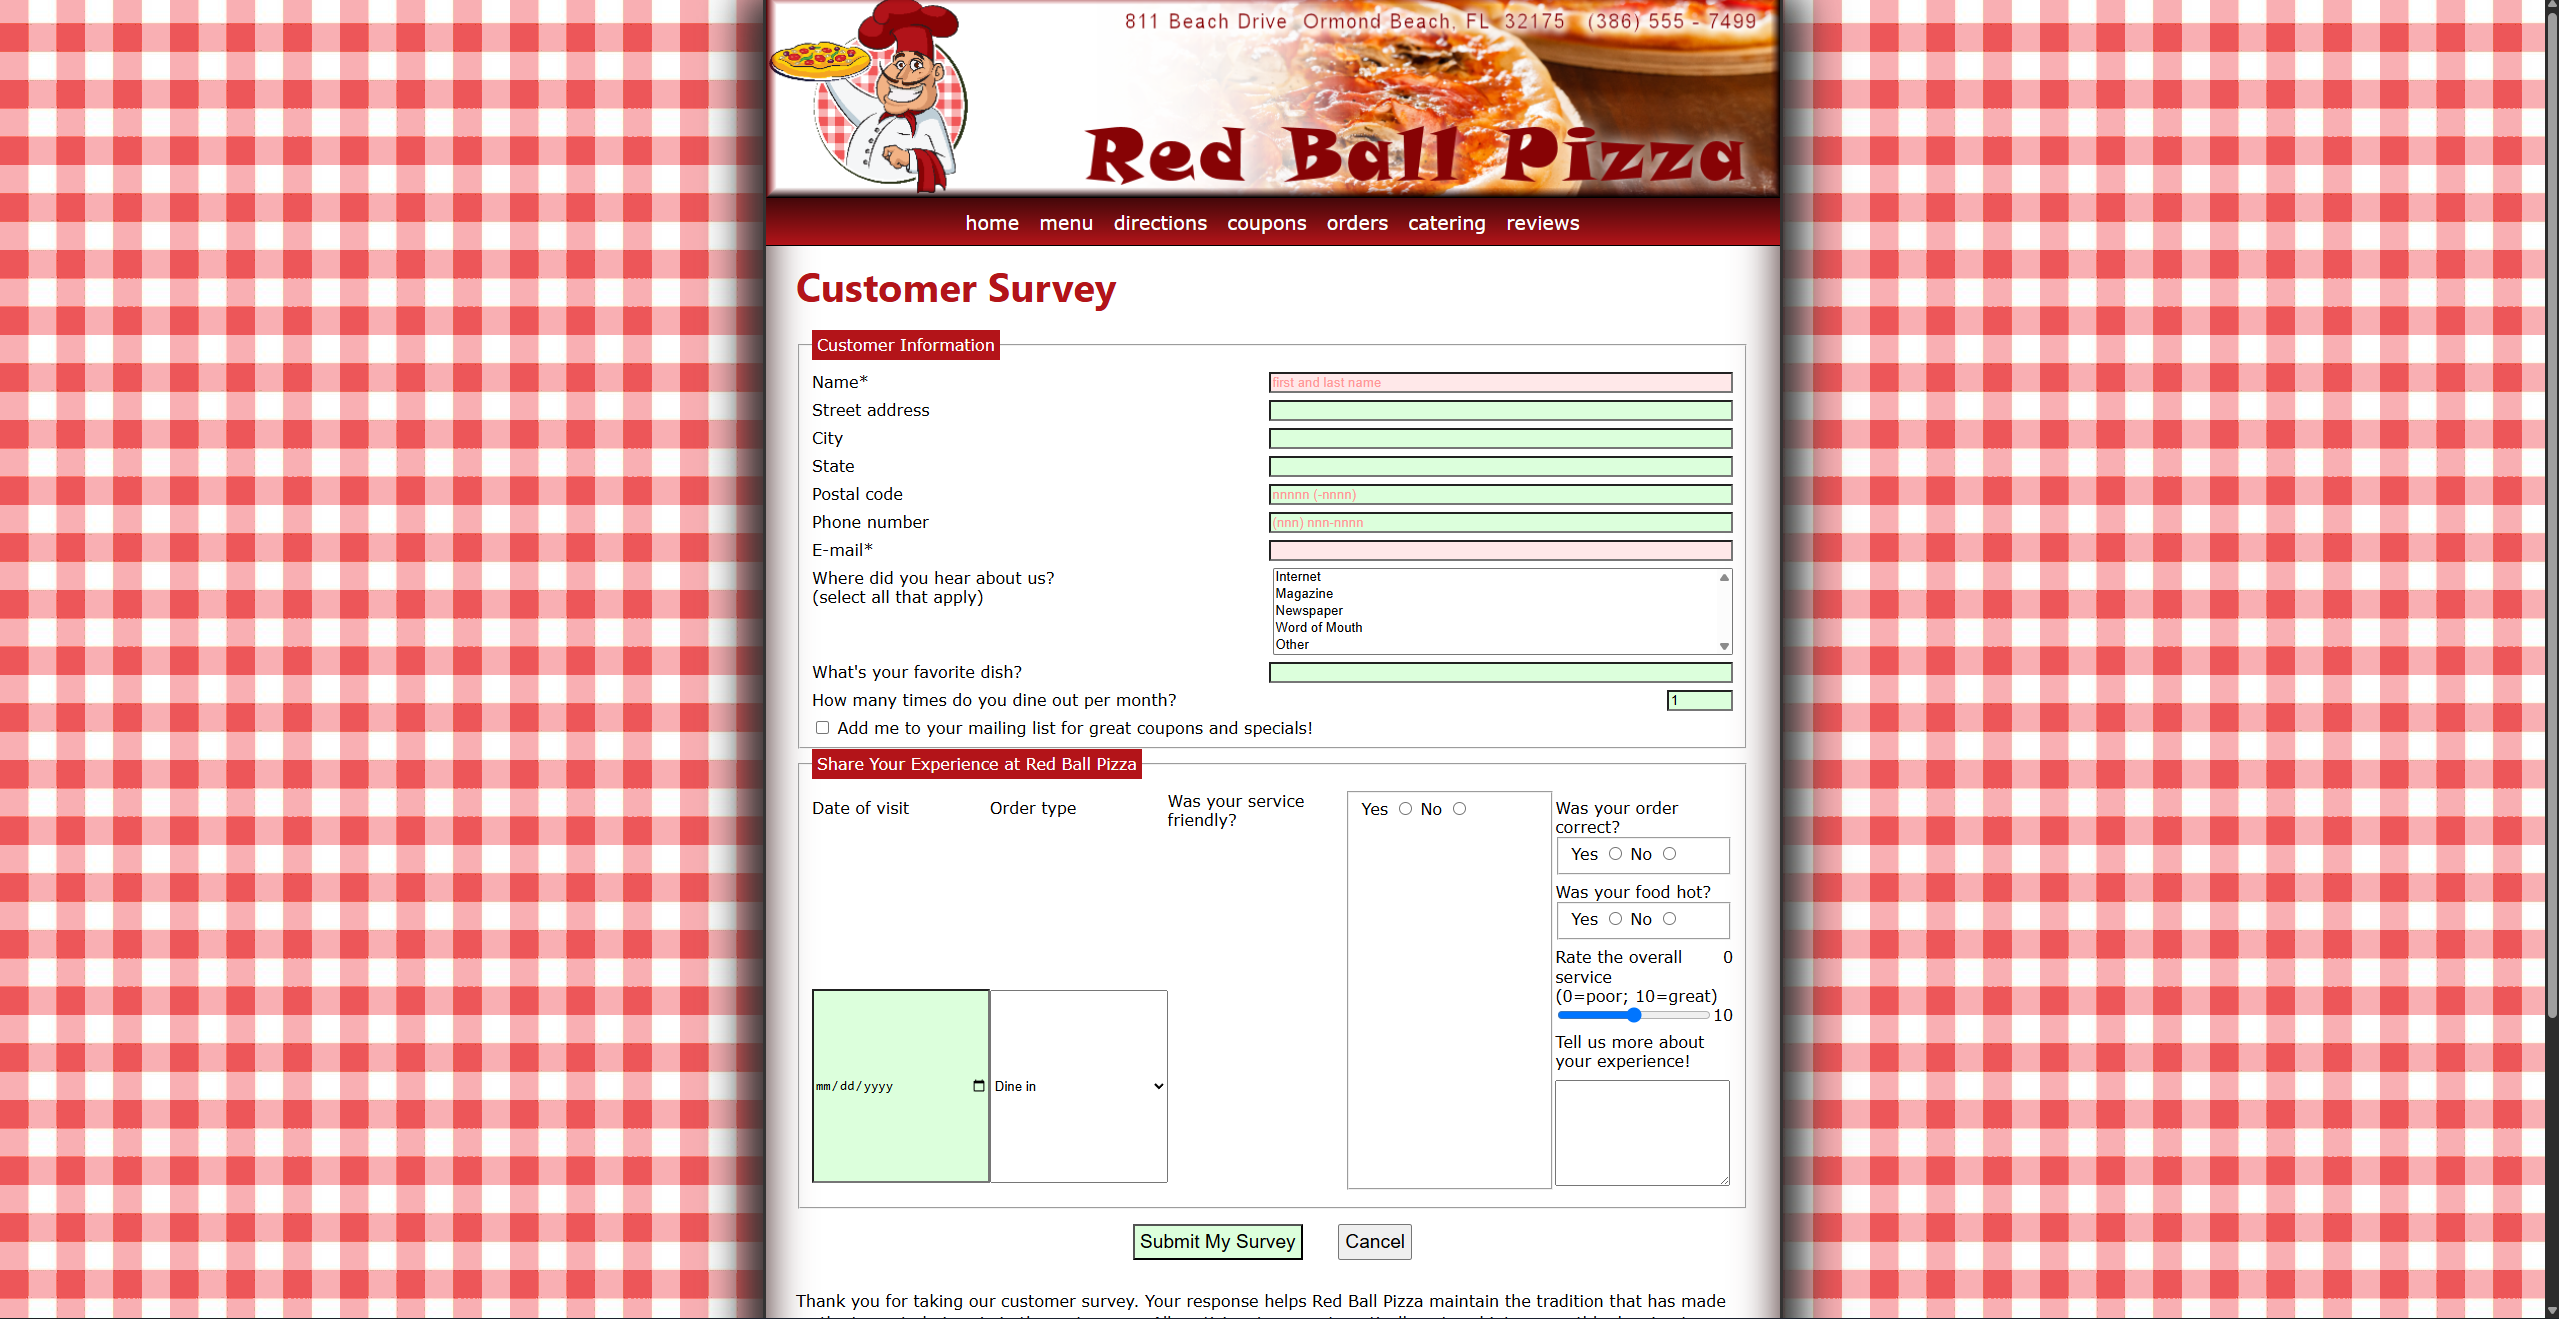 811 Beach Drive Ormond Beach, FL 32175 (386) 555 - 7499
Red Ball Pizza
home menu directions coupons orders catering reviews
Customer Survey
Customer Information
Name*
first and last name
Street address
City
State
Postal code
nnnnn (-nnnn)
Phone number
(nnn) nnn-nnnn
E-mail*
Where did you hear about us?
(select all that apply)
Internet
Magazine
Newspaper
Word of Mouth
Other
What's your favorite dish?
How many times do you dine out per month?
1
Add me to your mailing list for great coupons and specials!
Share Your Experience at Red Ball Pizza
Date of visit
mm/dd/yyyy
Order type
Dine in
Was your service
friendly?
Yes No
Was your order
correct?
Yes No
Was your food hot?
Yes No
Rate the overall 0
service
(0=poor; 10=great)
10
Tell us more about
your experience!
Submit My Survey
Cancel
Thank you for taking our customer survey. Your response helps Red Ball Pizza maintain the tradition that has made